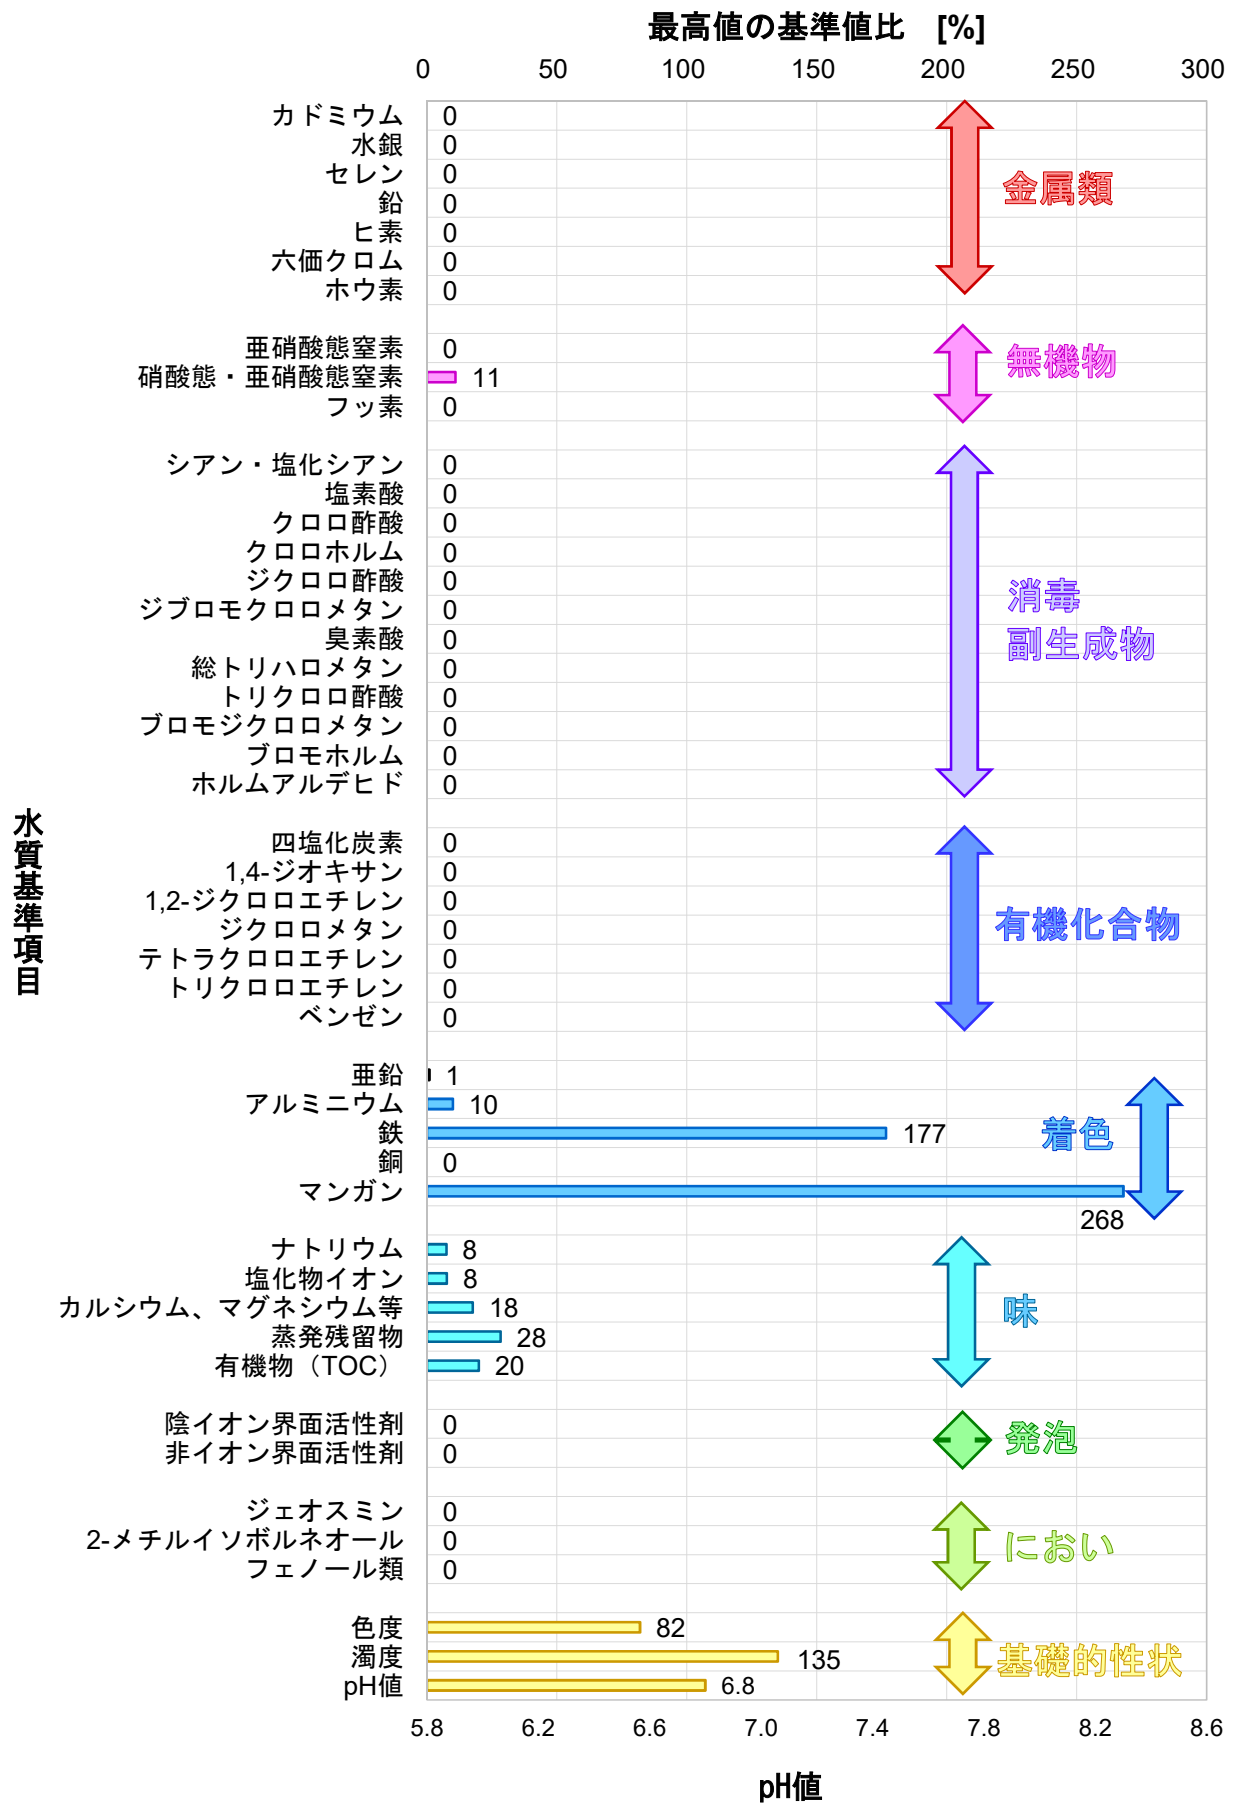 最高値の基準値比 [%]
0 50 100 150 200 250 300
カドミウム 0
水銀 0
セレン 0
鉛 0
ヒ素 0
六価クロム 0
ホウ素 0
金属類
亜硝酸態窒素 0
硝酸態・亜硝酸態窒素 11
フッ素 0
無機物
シアン・塩化シアン 0
塩素酸 0
クロロ酢酸 0
クロロホルム 0
ジクロロ酢酸 0
ジブロモクロロメタン 0
臭素酸 0
総トリハロメタン 0
トリクロロ酢酸 0
ブロモジクロロメタン 0
ブロモホルム 0
ホルムアルデヒド 0
消毒
副生成物
水質基準項目
四塩化炭素 0
1,4-ジオキサン 0
1,2-ジクロロエチレン 0
ジクロロメタン 0
テトラクロロエチレン 0
トリクロロエチレン 0
ベンゼン 0
有機化合物
亜鉛 1
アルミニウム 10
鉄 177
銅 0
マンガン 268
着色
ナトリウム 8
塩化物イオン 8
カルシウム、マグネシウム等 18
蒸発残留物 28
有機物（TOC） 20
味
陰イオン界面活性剤 0
非イオン界面活性剤 0
発泡
ジェオスミン 0
2-メチルイソボルネオール 0
フェノール類 0
におい
色度 82
濁度 135
pH値 6.8
基礎的性状
5.8 6.2 6.6 7.0 7.4 7.8 8.2 8.6
pH値